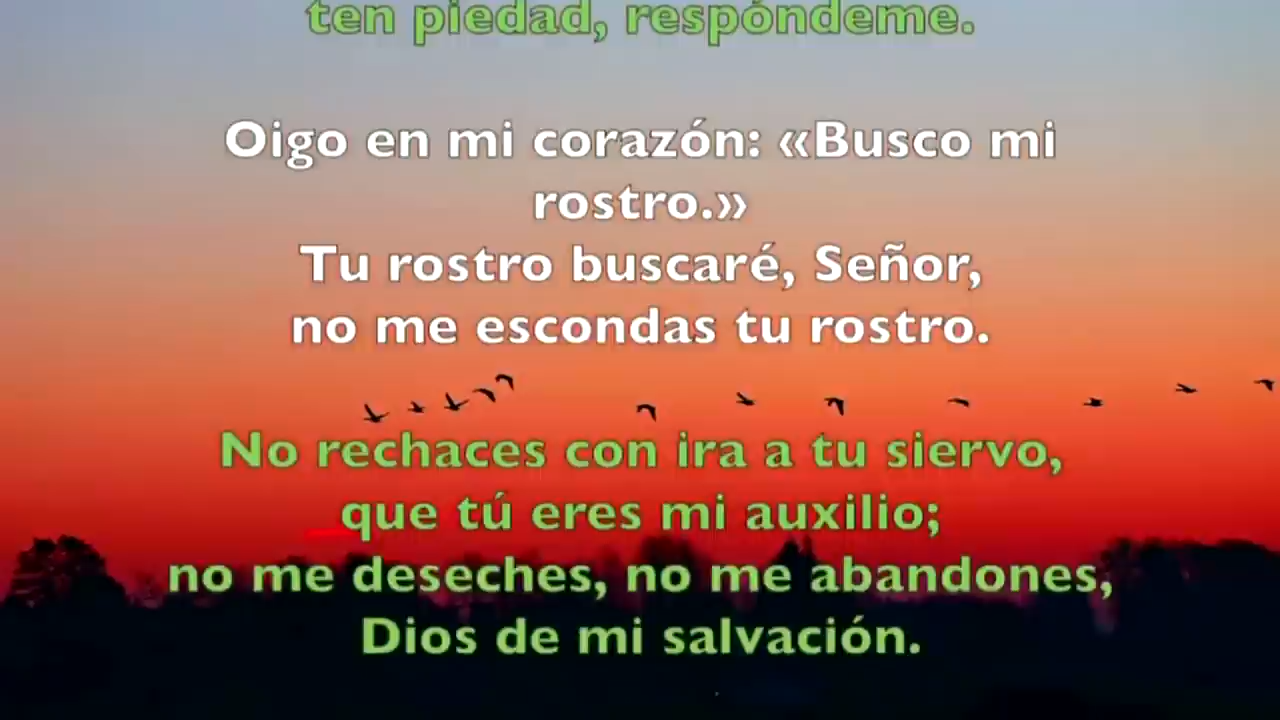 ten piedad, respóndeme.
Oigo en mi corazón: «Busco mi
rostro.»
Tu rostro buscaré, Señor,
no me escondas tu rostro.
No rechaces con ira a tu siervo,
que tú eres mi auxilio;
no me deseches, no me abandones,
Dios de mi salvación.